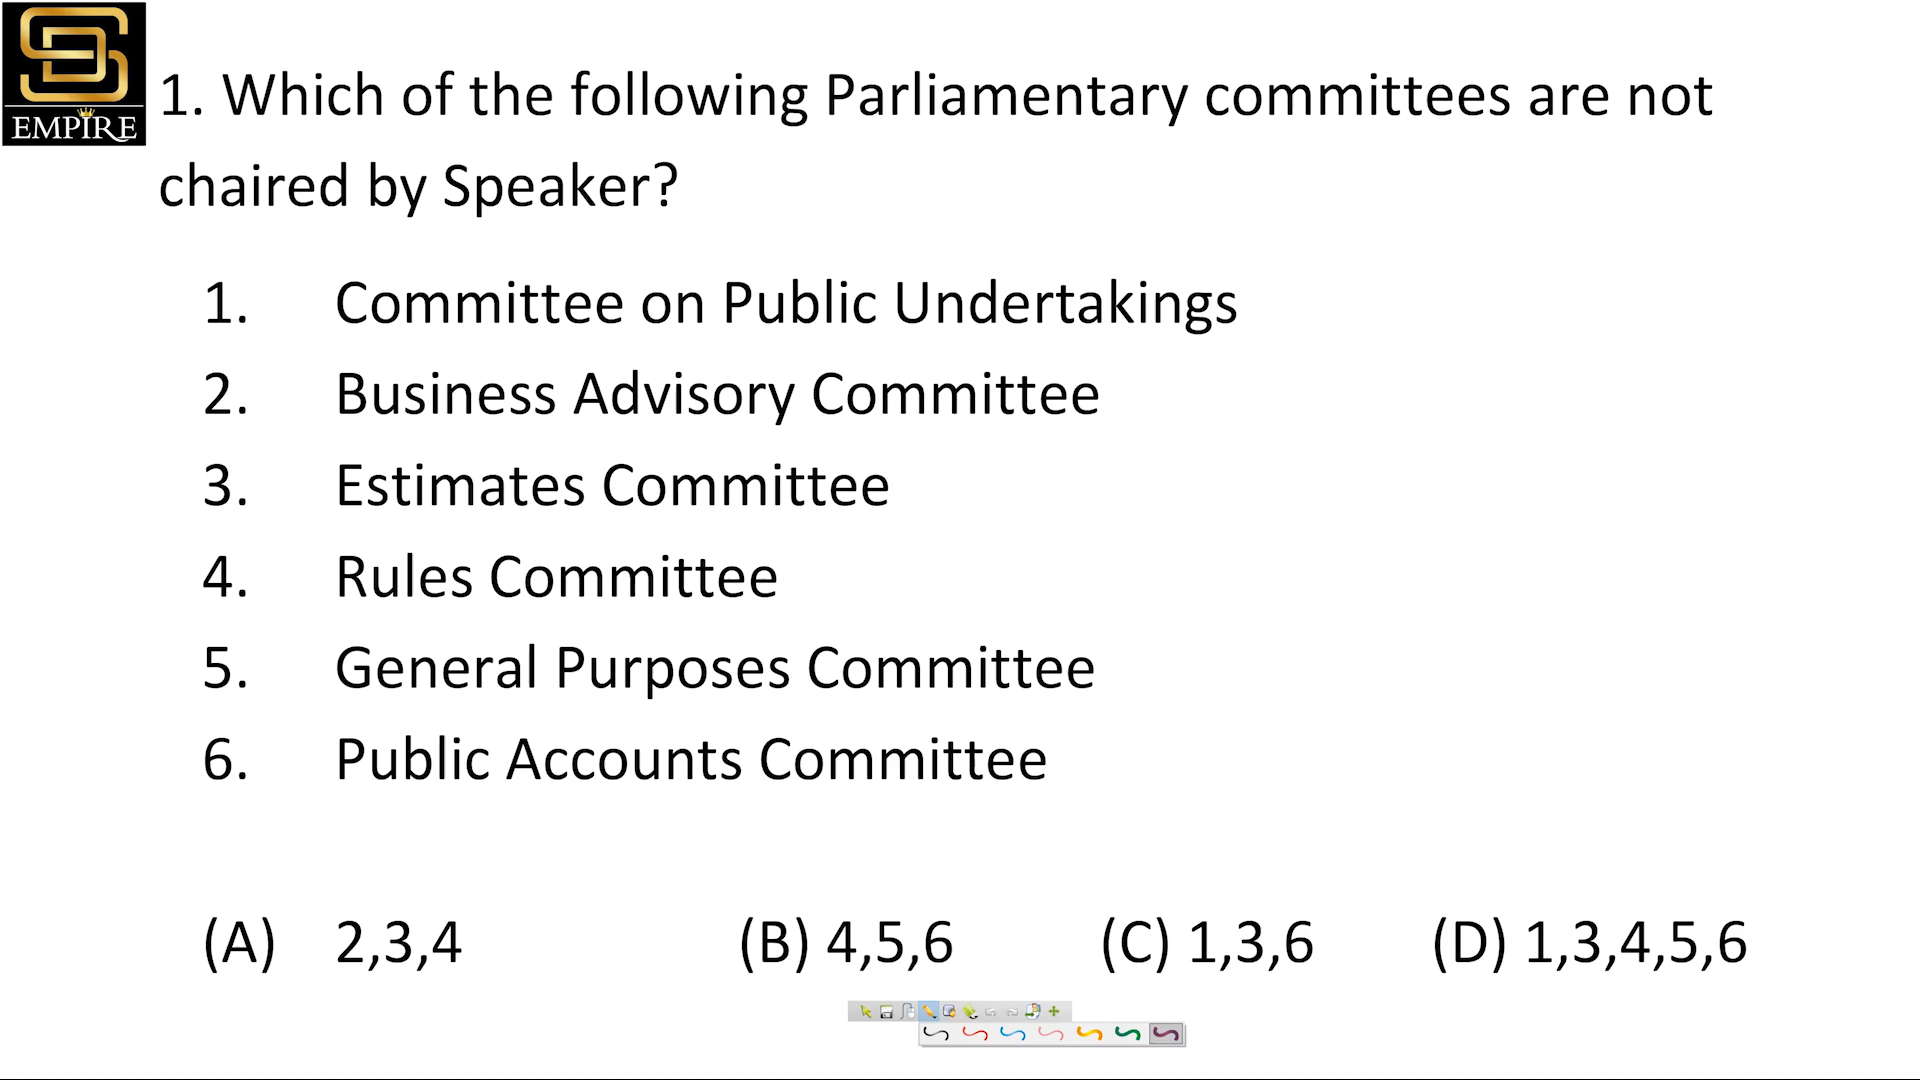 SD
EMPIRE
1. Which of the following Parliamentary committees are not
chaired by Speaker?
1. Committee on Public Undertakings
2. Business Advisory Committee
3. Estimates Committee
4. Rules Committee
5. General Purposes Committee
6. Public Accounts Committee
(A) 2,3,4 (B) 4,5,6 (C) 1,3,6 (D) 1,3,4,5,6